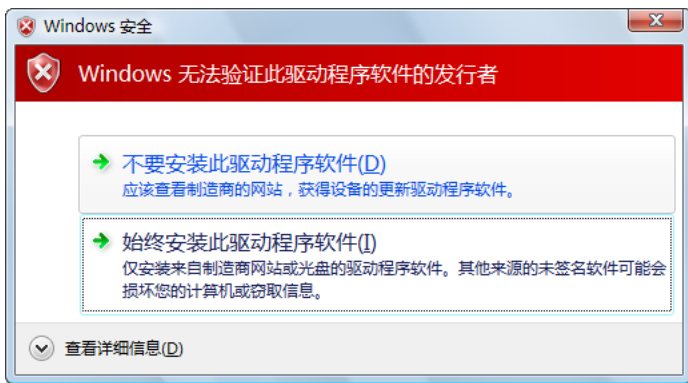 Windows 安全
Windows 无法验证此驱动程序软件的发行者
不要安装此驱动程序软件(D)
应该查看制造商的网站，获得设备的更新驱动程序软件。
始终安装此驱动程序软件(I)
仅安装来自制造商网站或光盘的驱动程序软件。其他来源的未签名软件可能会
损坏您的计算机或窃取信息。
查看详细信息(D)